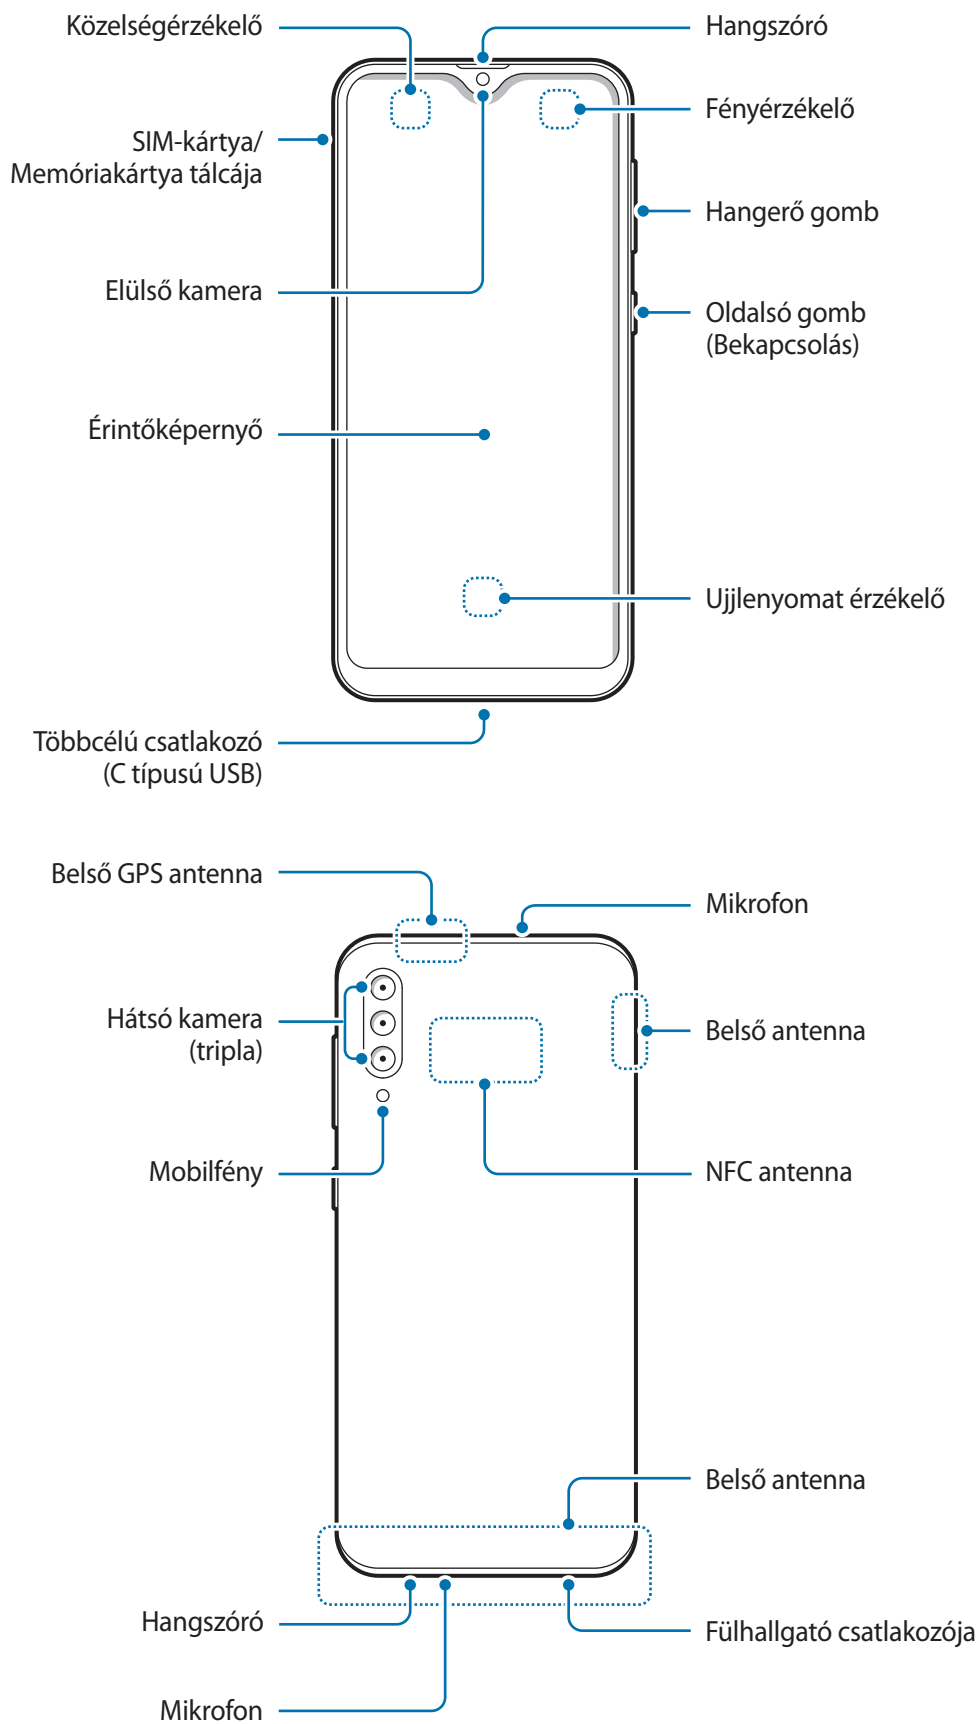 Közelségérzékelő
Hangszóró
Fényérzékelő
SIM-kártya/
Memóriakártya tálcája
Hangerő gomb
Elülső kamera
Oldalsó gomb
(Bekapcsolás)
Érintőképernyő
Ujjlenyomat érzékelő
Többcélú csatlakozó
(C típusú USB)
Belső GPS antenna
Mikrofon
Hátsó kamera
(tripla)
Belső antenna
Mobilfény
NFC antenna
Belső antenna
Hangszóró
Fülhallgató csatlakozója
Mikrofon